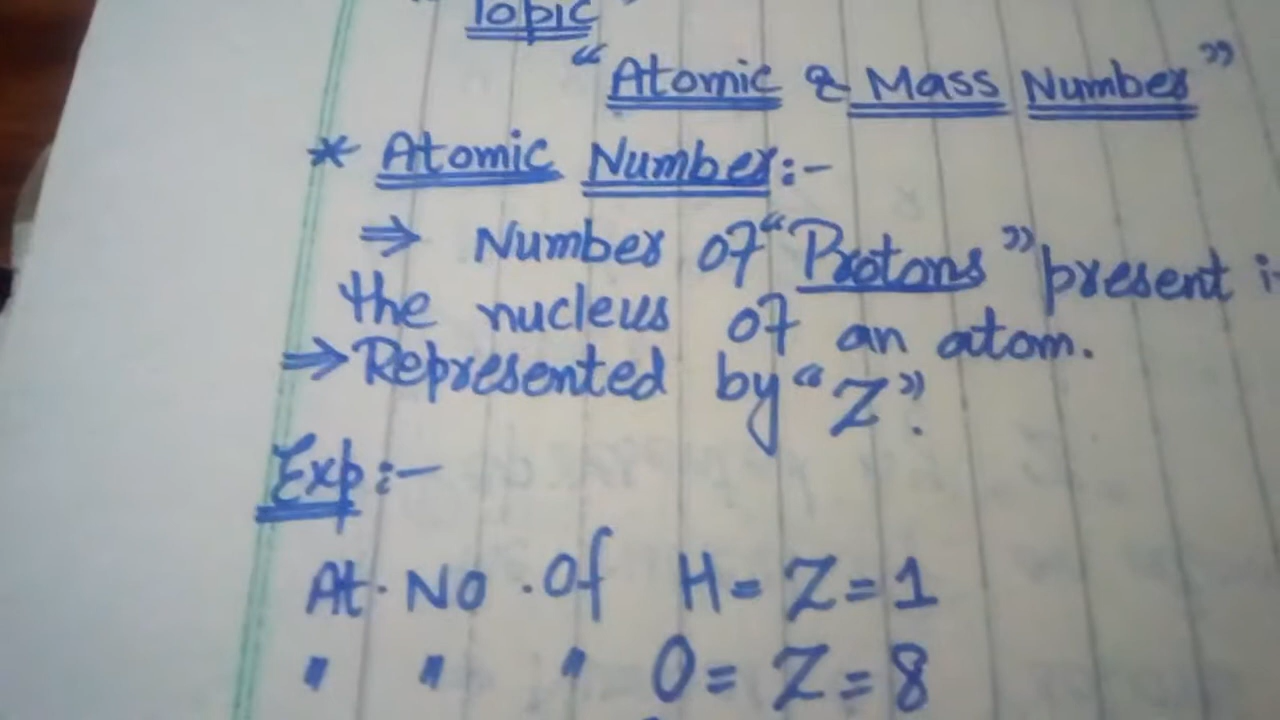 Topic
"Atomic & Mass Number"
* Atomic Number:-
⇒ Number of "Protons" present
the nucleus of an atom.
⇒ Represented by "Z".
Exp:-
At. No. of H = Z = 1
" " " O = Z = 8